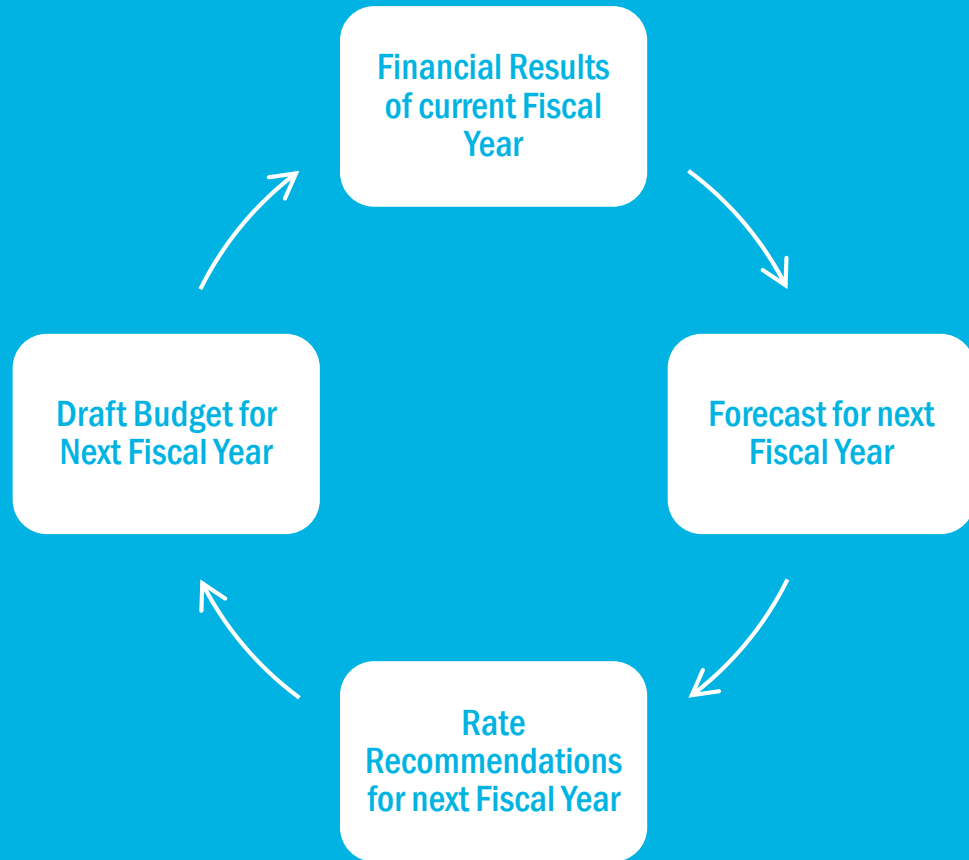 Financial Results
of current Fiscal
Year
Forecast for next
Fiscal Year
Rate
Recommendations
for next Fiscal Year
Draft Budget for
Next Fiscal Year